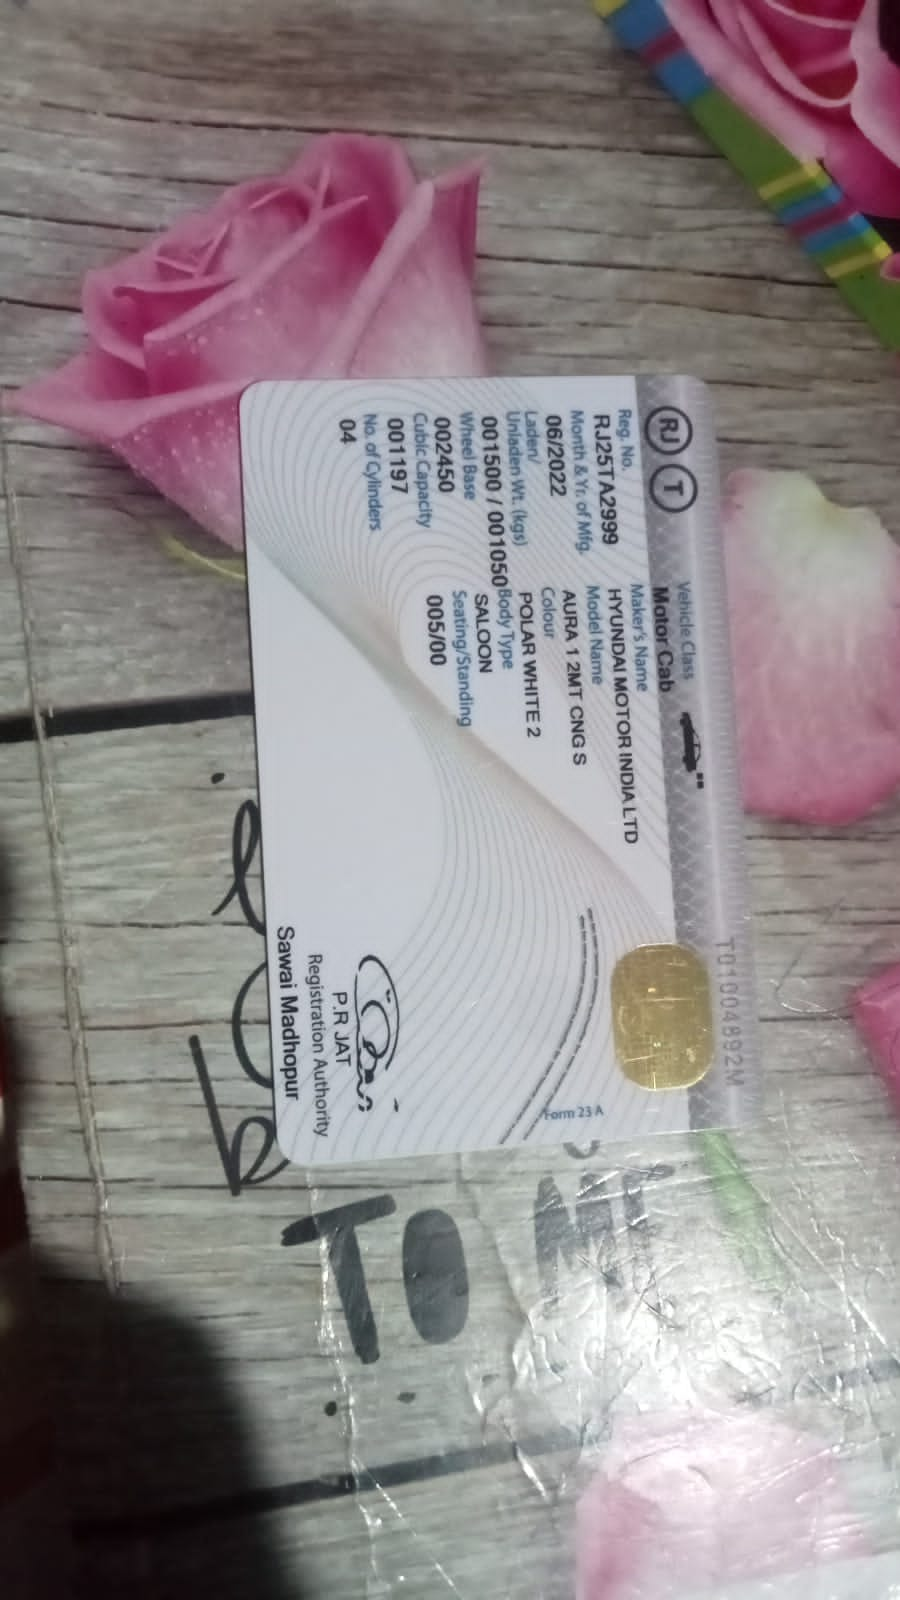 T01004892M
RJ T
Vehicle Class
Motor Cab
Reg. No.
RJ25TA2999
Maker's Name
HYUNDAI MOTOR INDIA LTD
Month & Yr. of Mfg.
06/2022
Model Name
AURA 1 2MT CNG S
Laden/
Unladen Wt. (kgs)
001500 / 001050
Colour
POLAR WHITE 2
Wheel Base
002450
Body Type
SALOON
Cubic Capacity
001197
Seating/Standing
005/00
No. of Cylinders
04
Form 23 A
P.R JAT
Registration Authority
Sawai Madhopur
TO